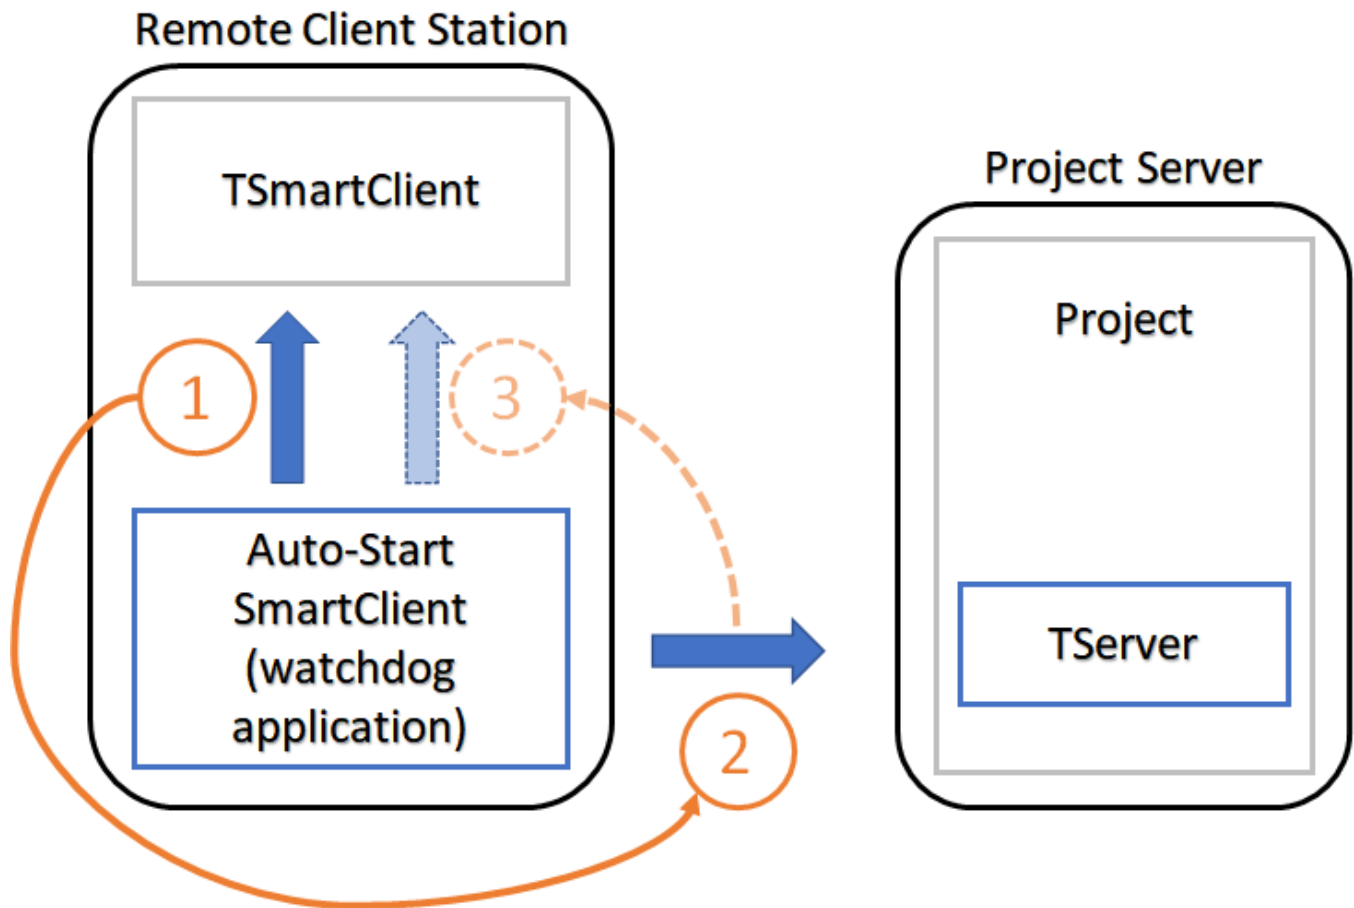 Remote Client Station
TSmartClient
1
3
Auto-Start
SmartClient
(watchdog
application)
2
Project Server
Project
TServer